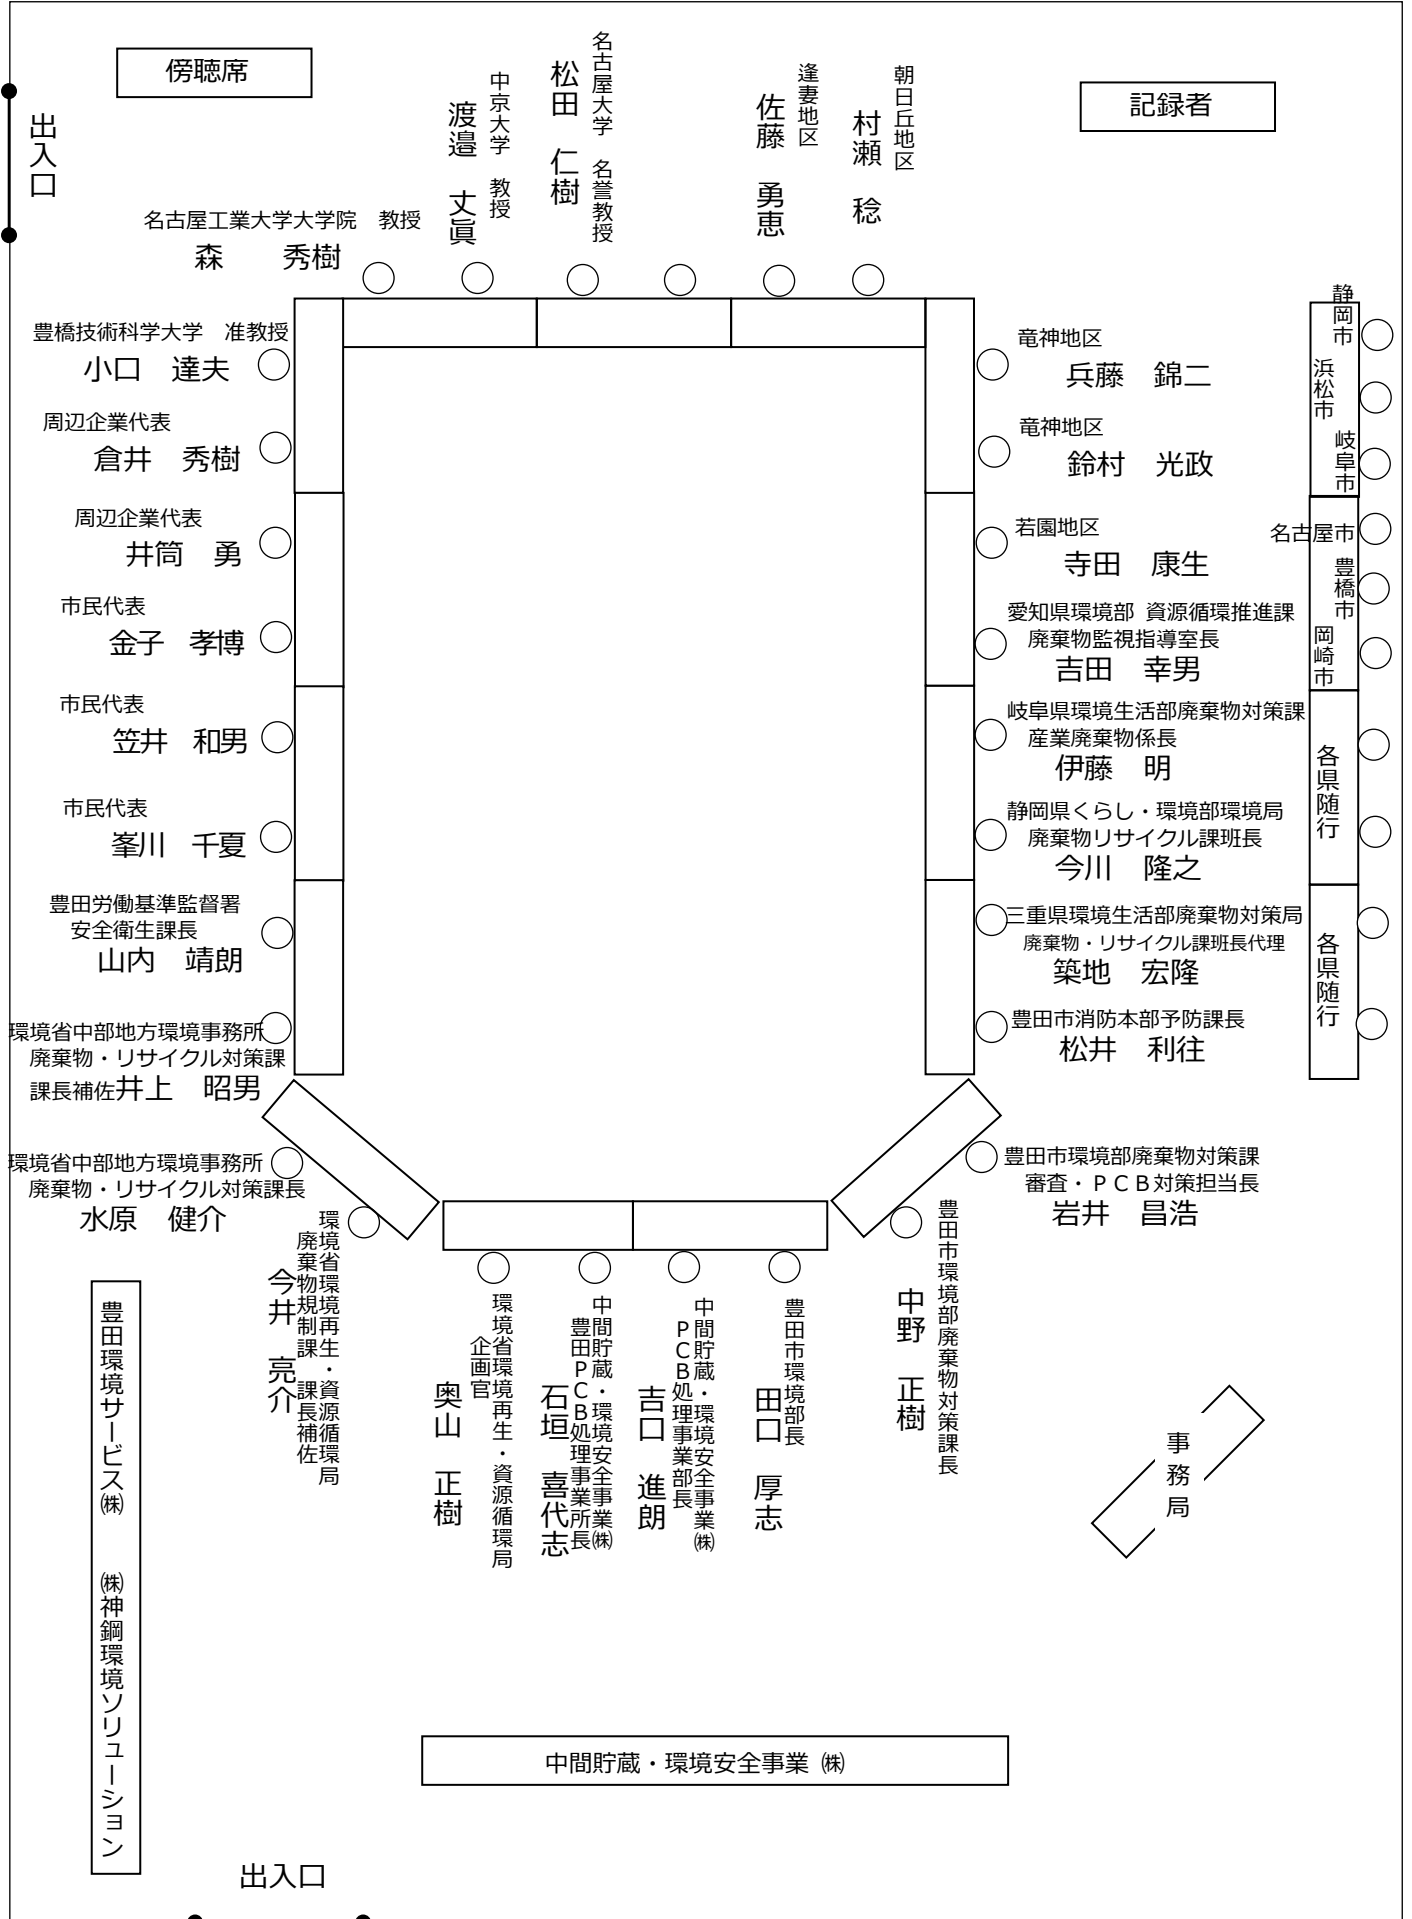 傍聴席
記録者
出入口
名古屋工業大学大学院　教授
森　　秀樹
中京大学　教授
渡邉　丈眞
名古屋大学　名誉教授
松田　仁樹
逢妻地区
佐藤　勇恵
朝日丘地区
村瀬　稔
豊橋技術科学大学　准教授
小口　達夫
周辺企業代表
倉井　秀樹
周辺企業代表
井筒　勇
市民代表
金子　孝博
市民代表
笠井　和男
市民代表
峯川　千夏
豊田労働基準監督署
安全衛生課長
山内　靖朗
環境省中部地方環境事務所
廃棄物・リサイクル対策課
課長補佐井上　昭男
環境省中部地方環境事務所
廃棄物・リサイクル対策課長
水原　健介
竜神地区
兵藤　錦二
竜神地区
鈴村　光政
若園地区
寺田　康生
愛知県環境部 資源循環推進課
廃棄物監視指導室長
吉田　幸男
岐阜県環境生活部廃棄物対策課
産業廃棄物係長
伊藤　明
静岡県くらし・環境部環境局
廃棄物リサイクル課班長
今川　隆之
三重県環境生活部廃棄物対策局
廃棄物・リサイクル課班長代理
築地　宏隆
豊田市消防本部予防課長
松井　利往
豊田市環境部廃棄物対策課
審査・ＰＣＢ対策担当長
岩井　昌浩
静岡市
浜松市
岐阜市
名古屋市
豊橋市
岡崎市
各県随行
各県随行
環境省環境再生・資源循環局
廃棄物規制課　課長補佐
今井　亮介
環境省環境再生・資源循環局
企画官
奥山　正樹
中間貯蔵・環境安全事業㈱
豊田ＰＣＢ処理事業所長
石垣　喜代志
中間貯蔵・環境安全事業㈱
ＰＣＢ処理事業部長
吉口　進朗
豊田市環境部長
田口　厚志
豊田市環境部廃棄物対策課長
中野　正樹
事務局
豊田環境サービス㈱　　㈱神鋼環境ソリューション
中間貯蔵・環境安全事業 ㈱
出入口